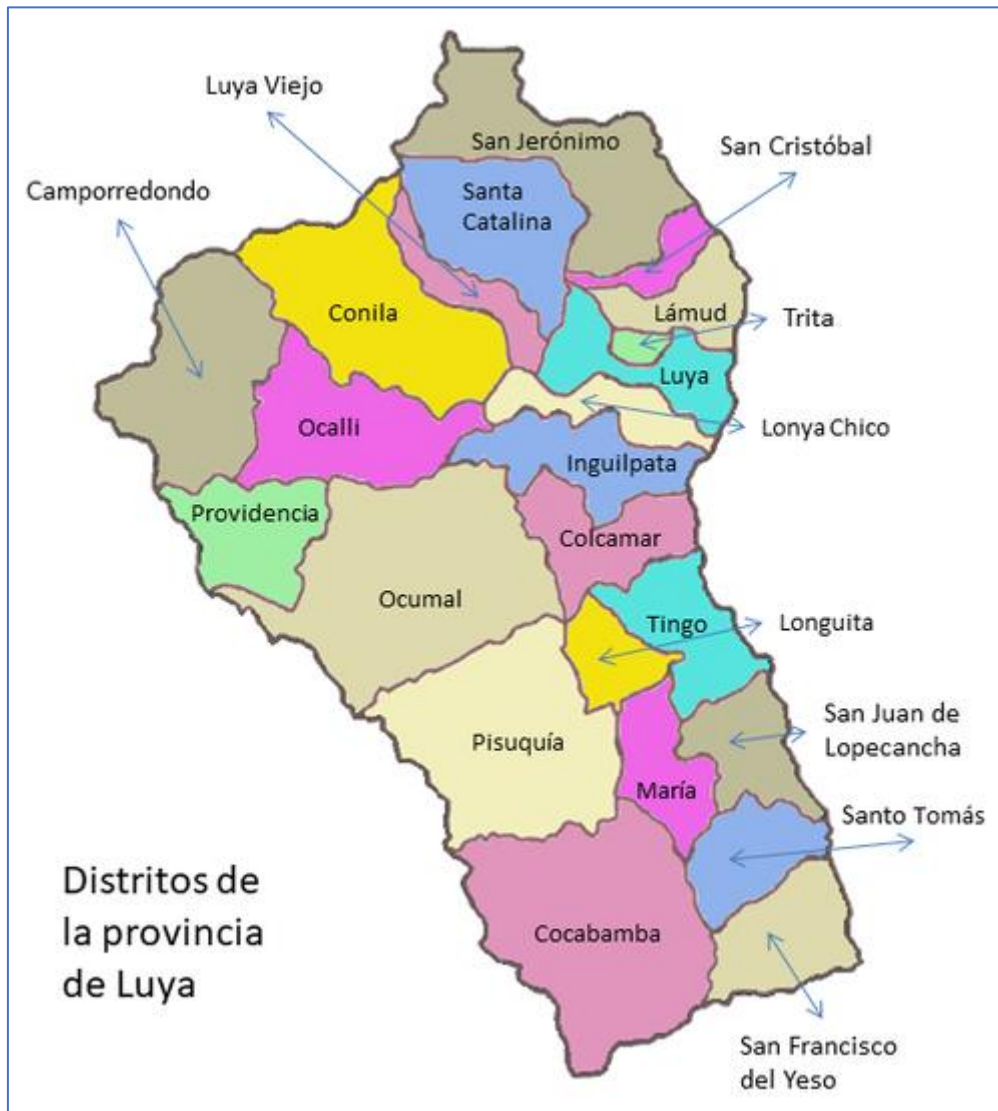 Luya Viejo
San Jerónimo
San Cristóbal
Camporredondo
Santa
Catalina
Conila
Lámud
Trita
Luya
Ocalli
Lonya Chico
Inguilpata
Providencia
Colcamar
Ocumal
Tingo
Longuita
San Juan de
Lopecancha
Pisuquía
María
Santo Tomás
Distritos de
la provincia
de Luya
Cocabamba
San Francisco
del Yeso